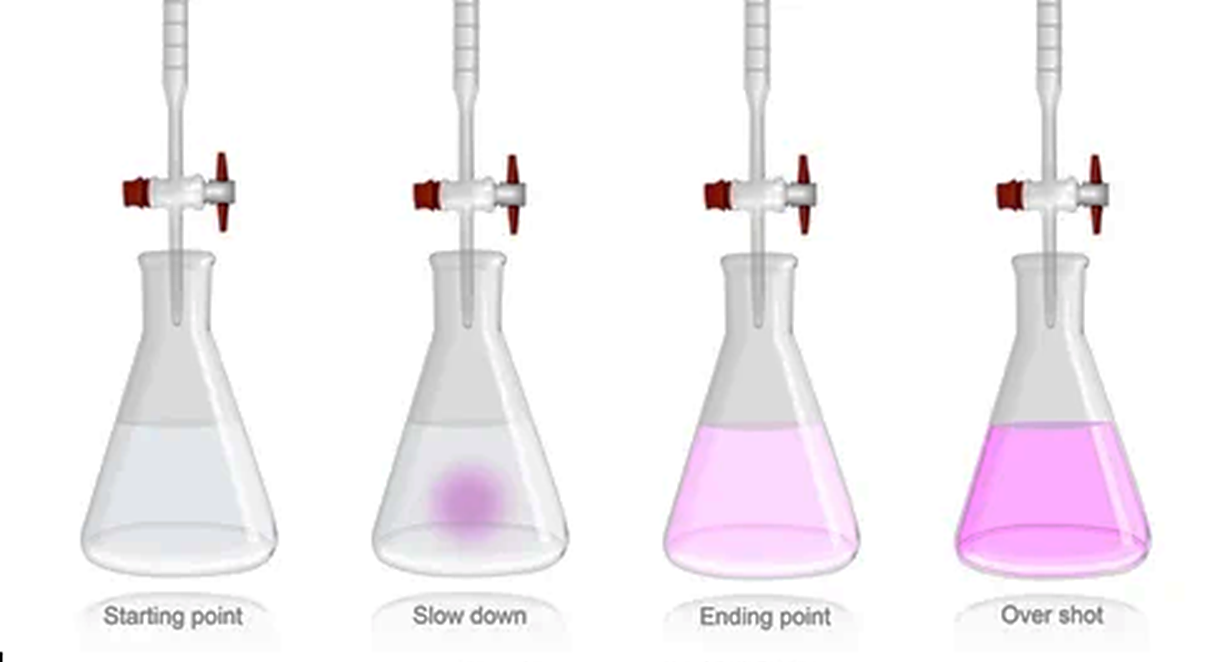 Starting point
Slow down
Ending point
Over shot